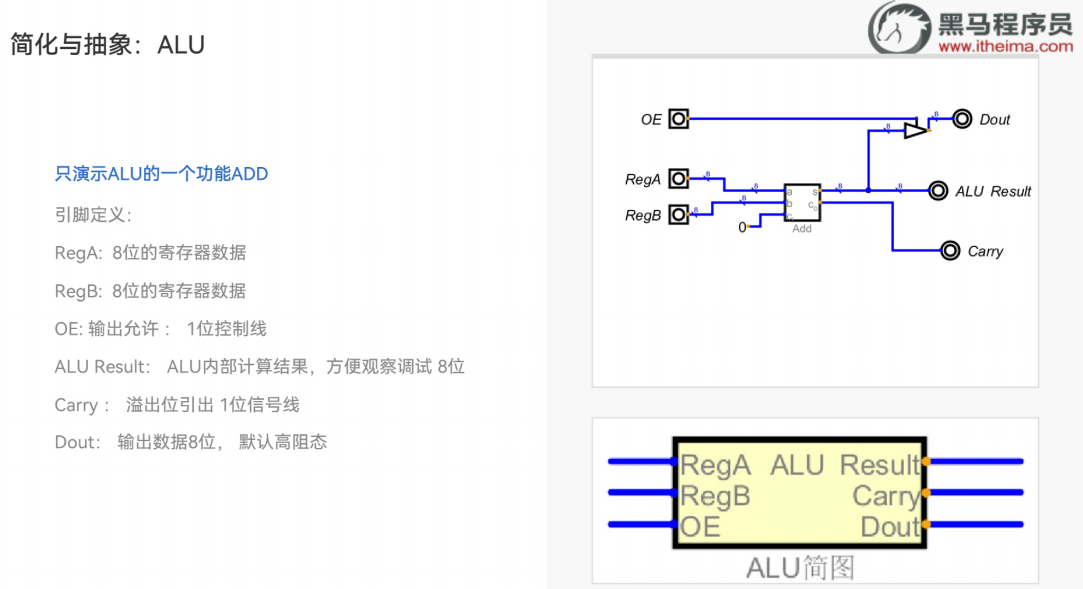 简化与抽象：ALU
黑马程序员
www.itheima.com
只演示ALU的一个功能ADD
引脚定义：
RegA: 8位的寄存器数据
RegB: 8位的寄存器数据
OE: 输出允许： 1位控制线
ALU Result： ALU内部计算结果，方便观察调试 8位
Carry： 溢出位引出 1位信号线
Dout： 输出数据8位， 默认高阻态
OE
8
8
Dout
RegA
8
8
a
s
8
8
ALU Result
RegB
8
8
b
c
o
0
c
i
Add
Carry
RegA ALU Result
RegB Carry
OE Dout
ALU简图